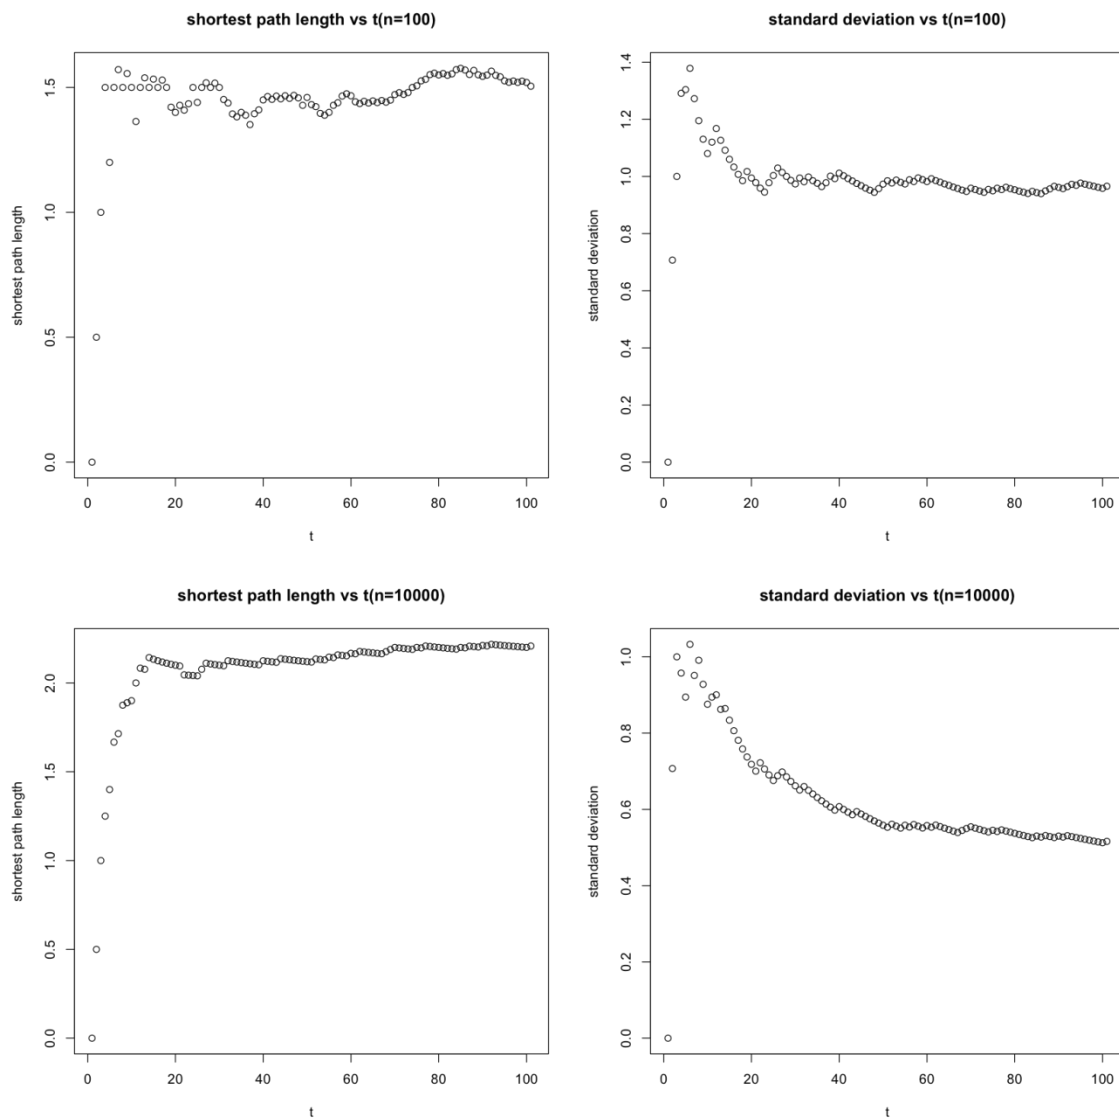 shortest path length vs t(n=100)
shortest path length
1.5
1.0
0.5
0.0
0 20 40 60 80 100
t
standard deviation vs t(n=100)
standard deviation
1.4
1.2
1.0
0.8
0.6
0.4
0.2
0.0
0 20 40 60 80 100
t
shortest path length vs t(n=10000)
shortest path length
2.0
1.5
1.0
0.5
0.0
0 20 40 60 80 100
t
standard deviation vs t(n=10000)
standard deviation
1.0
0.8
0.6
0.4
0.2
0.0
0 20 40 60 80 100
t